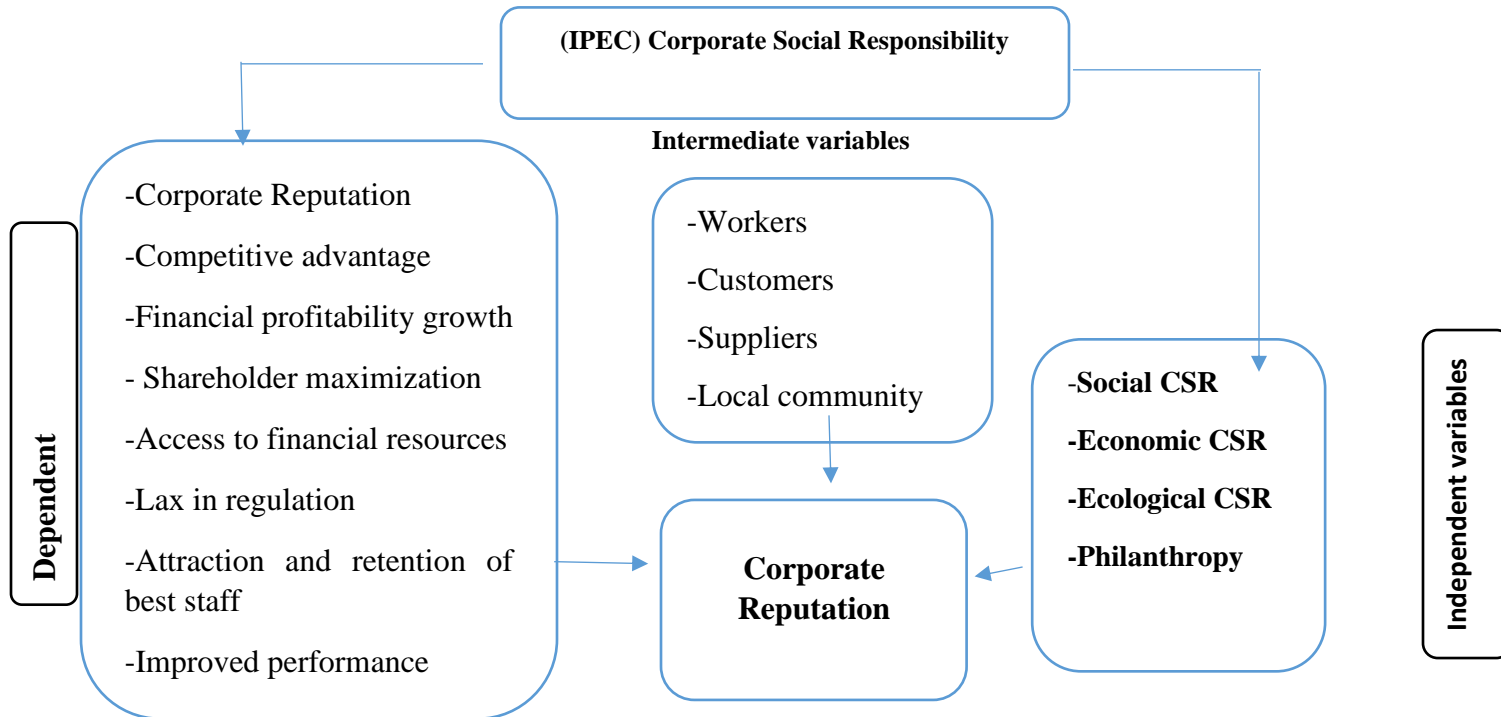 (IPEC) Corporate Social Responsibility
Intermediate variables
Dependent
-Corporate Reputation
-Competitive advantage
-Financial profitability growth
- Shareholder maximization
-Access to financial resources
-Lax in regulation
-Attraction and retention of
best staff
-Improved performance
-Workers
-Customers
-Suppliers
-Local community
Corporate
Reputation
-Social CSR
-Economic CSR
-Ecological CSR
-Philanthropy
Independent variables